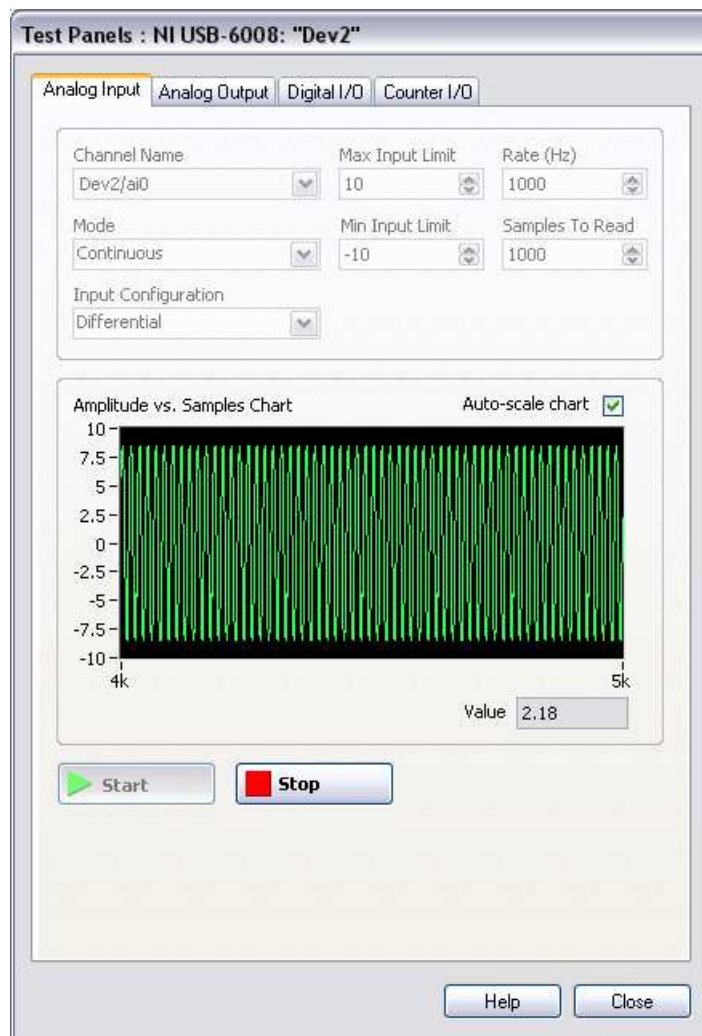 Test Panels : NI USB-6008: "Dev2"
Analog Input Analog Output Digital I/O Counter I/O
Channel Name Max Input Limit Rate (Hz)
Dev2/ai0 10 1000
Mode Min Input Limit Samples To Read
Continuous -10 1000
Input Configuration
Differential
Amplitude vs. Samples Chart Auto-scale chart
10
7.5
5
2.5
0
-2.5
-5
-7.5
-10
4k 5k
Value 2.18
Start Stop
Help Close